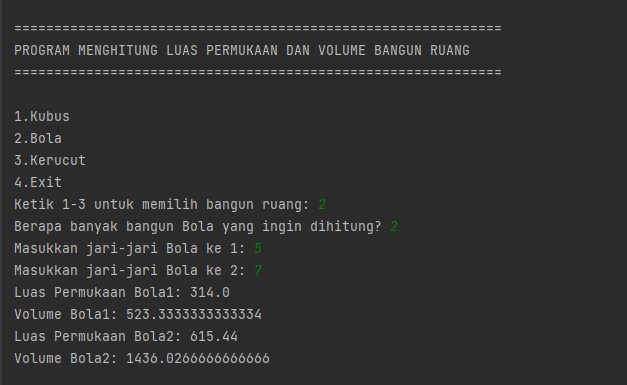 =============================================================
PROGRAM MENGHITUNG LUAS PERMUKAAN DAN VOLUME BANGUN RUANG
=============================================================
1.Kubus
2.Bola
3.Kerucut
4.Exit
Ketik 1-3 untuk memilih bangun ruang: 2
Berapa banyak bangun Bola yang ingin dihitung? 2
Masukkan jari-jari Bola ke 1: 5
Masukkan jari-jari Bola ke 2: 7
Luas Permukaan Bola1: 314.0
Volume Bola1: 523.3333333333334
Luas Permukaan Bola2: 615.44
Volume Bola2: 1436.0266666666666